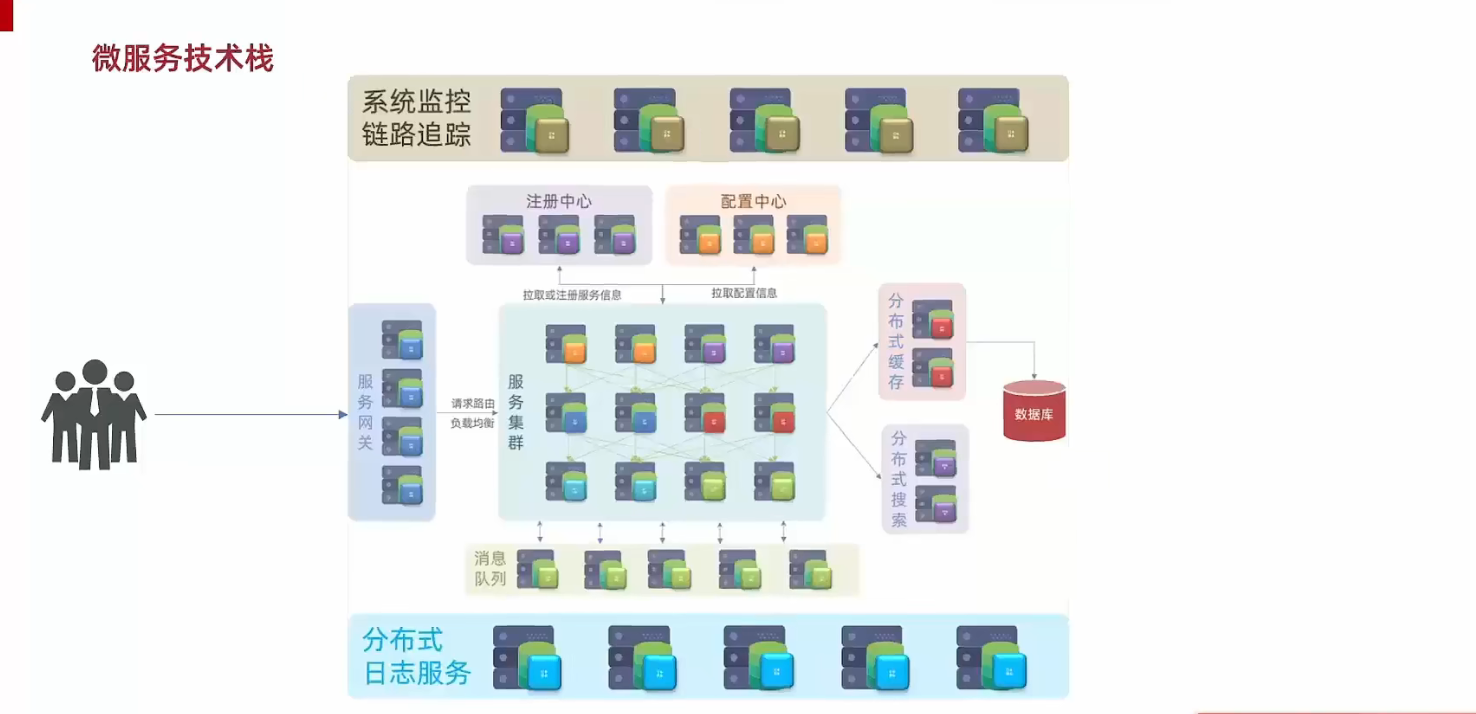 微服务技术栈
系统监控
链路追踪
注册中心
配置中心
拉取或注册服务信息
拉取配置信息
服务网关
请求路由
负载均衡
服务集群
分布式缓存
数据库
分布式搜索
消息
队列
分布式
日志服务